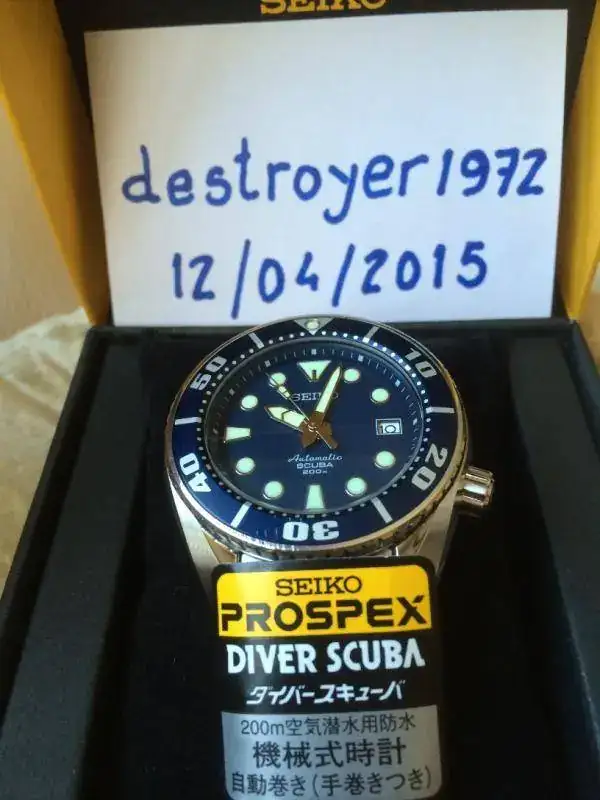 SEIKO
destroyer1972
12/04/2015
50
10
SEIKO
10
Automatic
SCUBA
200m
40
20
30
SEIKO
PROSPEX
DIVER SCUBA
ダイバースキューバ
200m空気潜水用防水
機械式時計
自動巻き(手巻きつき)